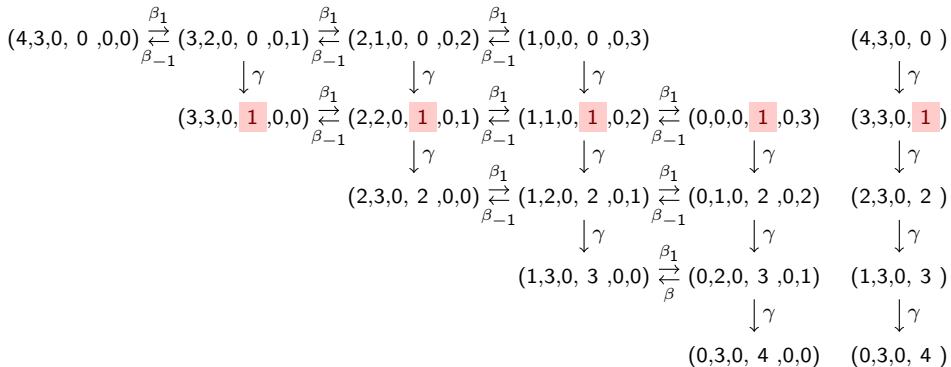 β₁ β₁ β₁
(4,3,0, 0 ,0,0) ⇌ (3,2,0, 0 ,0,1) ⇌ (2,1,0, 0 ,0,2) ⇌ (1,0,0, 0 ,0,3) (4,3,0, 0 )
β₋₁ β₋₁ β₋₁
↓γ ↓γ ↓γ ↓γ
β₁ β₁ β₁
(3,3,0, 1 ,0,0) ⇌ (2,2,0, 1 ,0,1) ⇌ (1,1,0, 1 ,0,2) ⇌ (0,0,0, 1 ,0,3) (3,3,0, 1 )
β₋₁ β₋₁ β₋₁
↓γ ↓γ ↓γ ↓γ
β₁ β₁
(2,3,0, 2 ,0,0) ⇌ (1,2,0, 2 ,0,1) ⇌ (0,1,0, 2 ,0,2) (2,3,0, 2 )
β₋₁ β₋₁
↓γ ↓γ ↓γ
β₁
(1,3,0, 3 ,0,0) ⇌ (0,2,0, 3 ,0,1) (1,3,0, 3 )
β
↓γ ↓γ
(0,3,0, 4 ,0,0) (0,3,0, 4 )